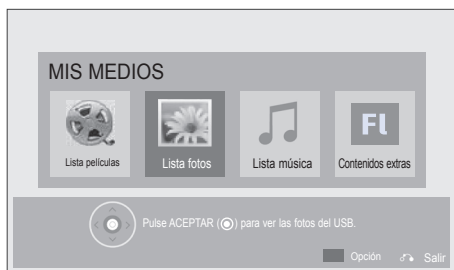 MIS MEDIOS
Lista películas
Lista fotos
Lista música
FL
Contenidos extras
Pulse ACEPTAR (◉) para ver las fotos del USB.
Opción
Salir